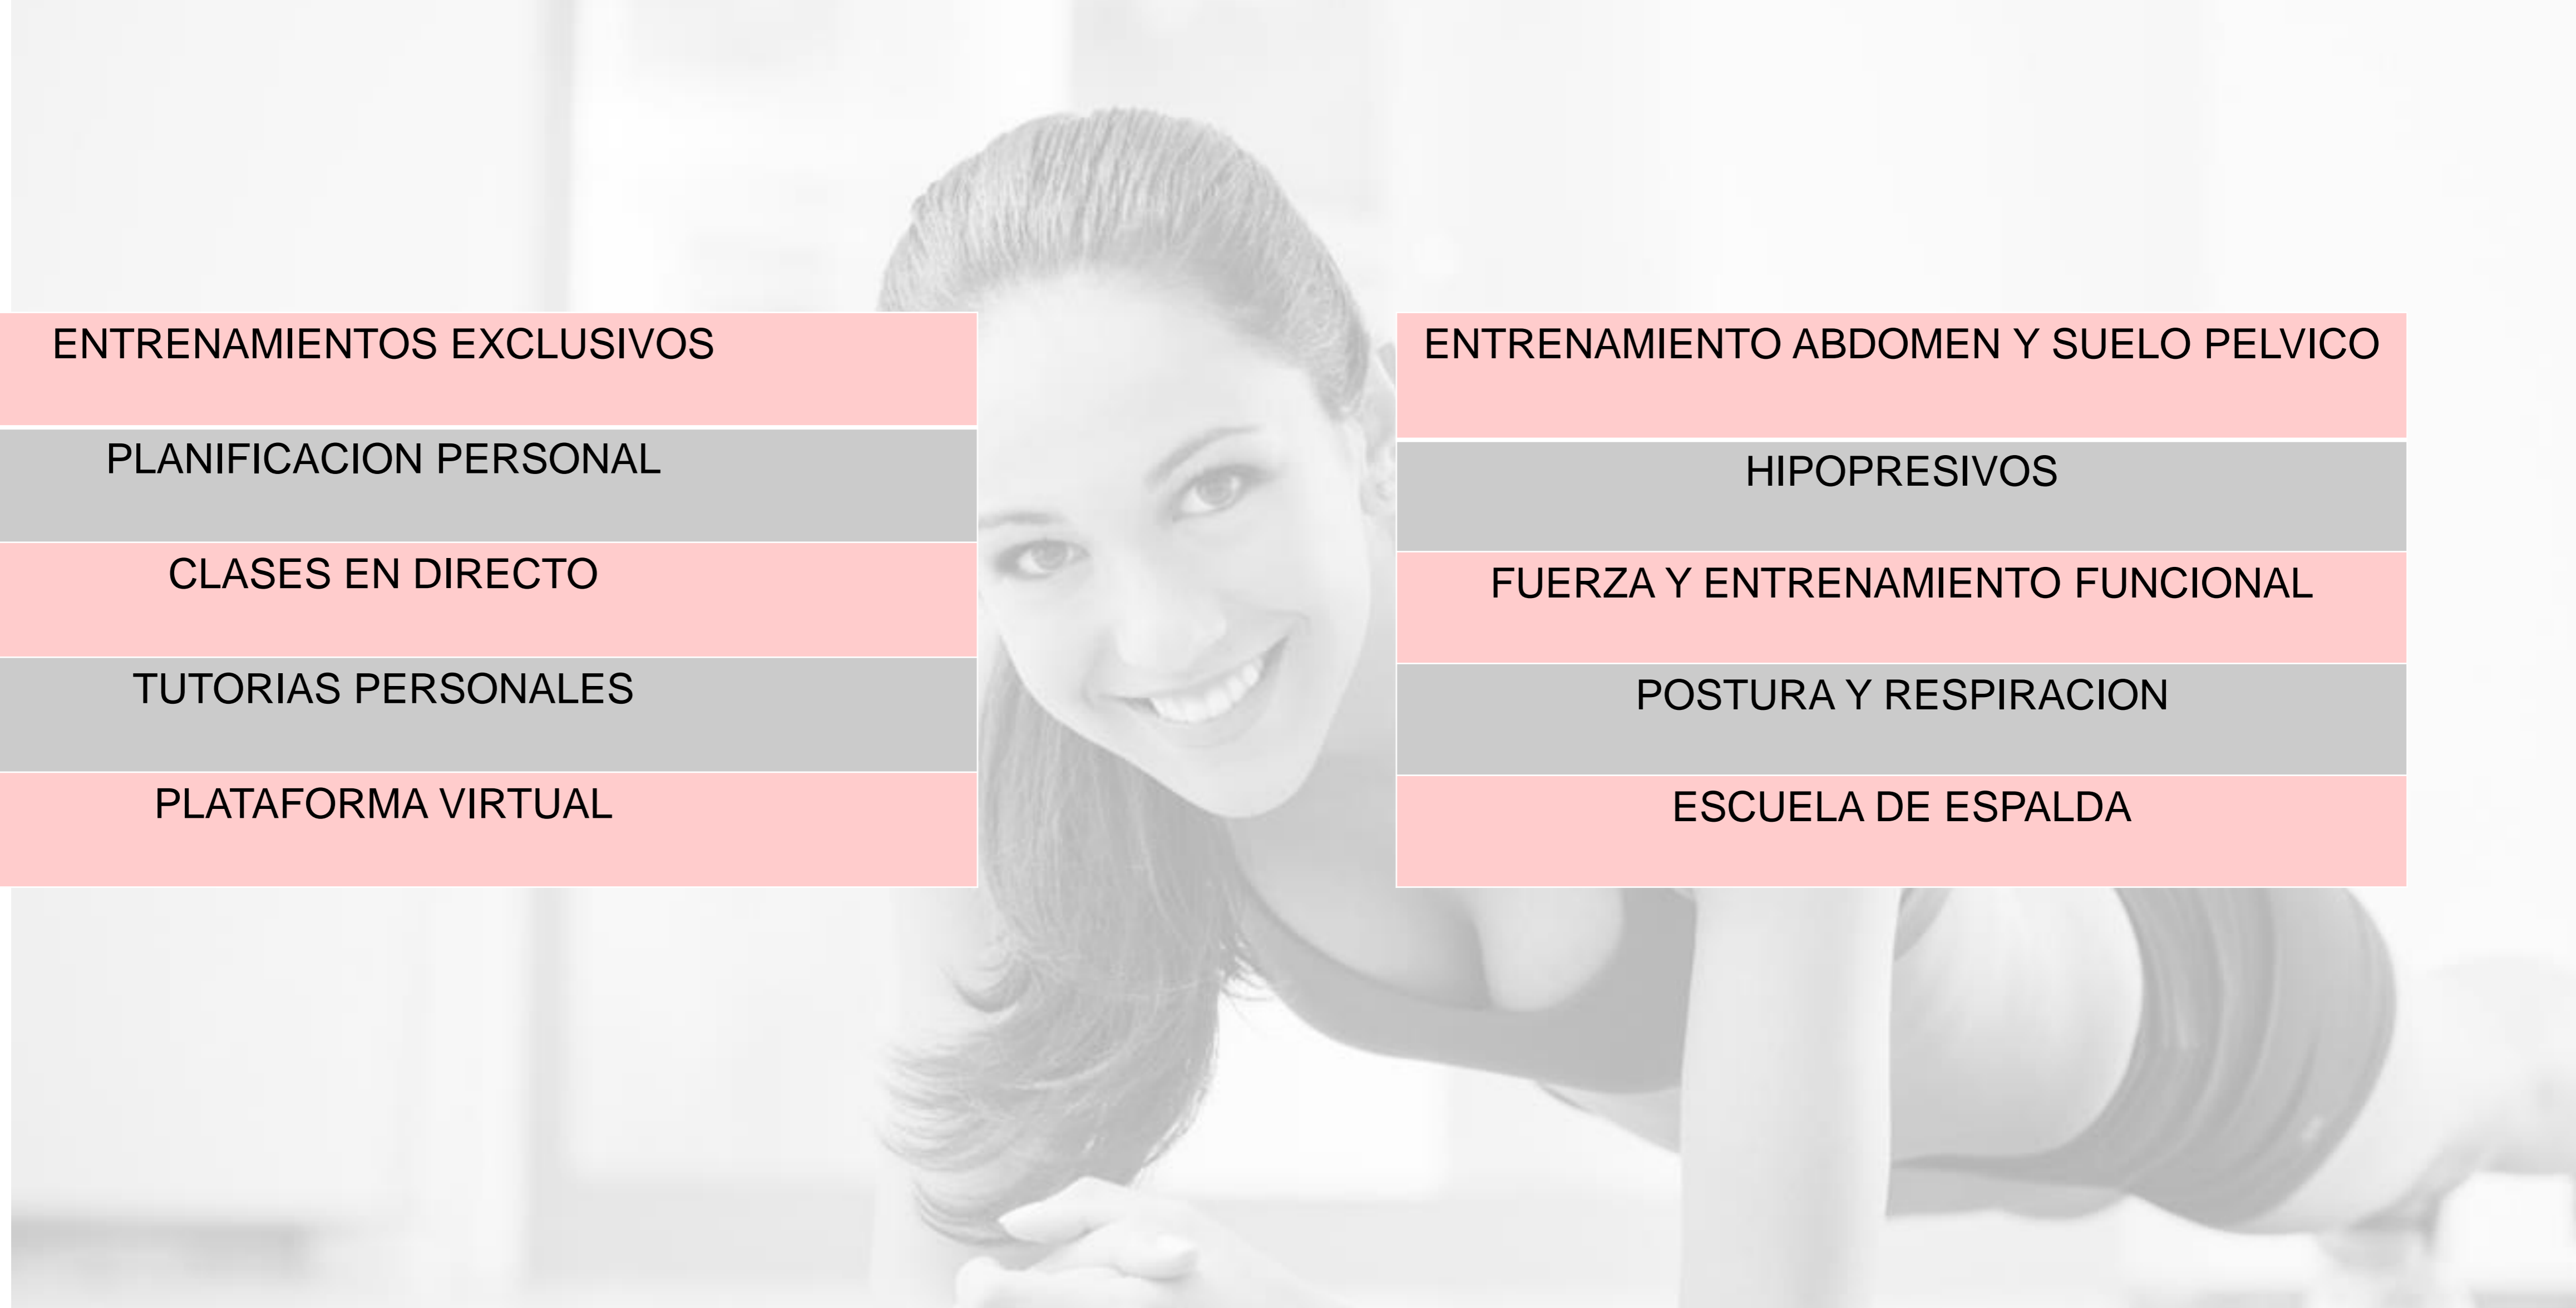 ENTRENAMIENTOS EXCLUSIVOS
PLANIFICACION PERSONAL
CLASES EN DIRECTO
TUTORIAS PERSONALES
PLATAFORMA VIRTUAL
ENTRENAMIENTO ABDOMEN Y SUELO PELVICO
HIPOPRESIVOS
FUERZA Y ENTRENAMIENTO FUNCIONAL
POSTURA Y RESPIRACION
ESCUELA DE ESPALDA